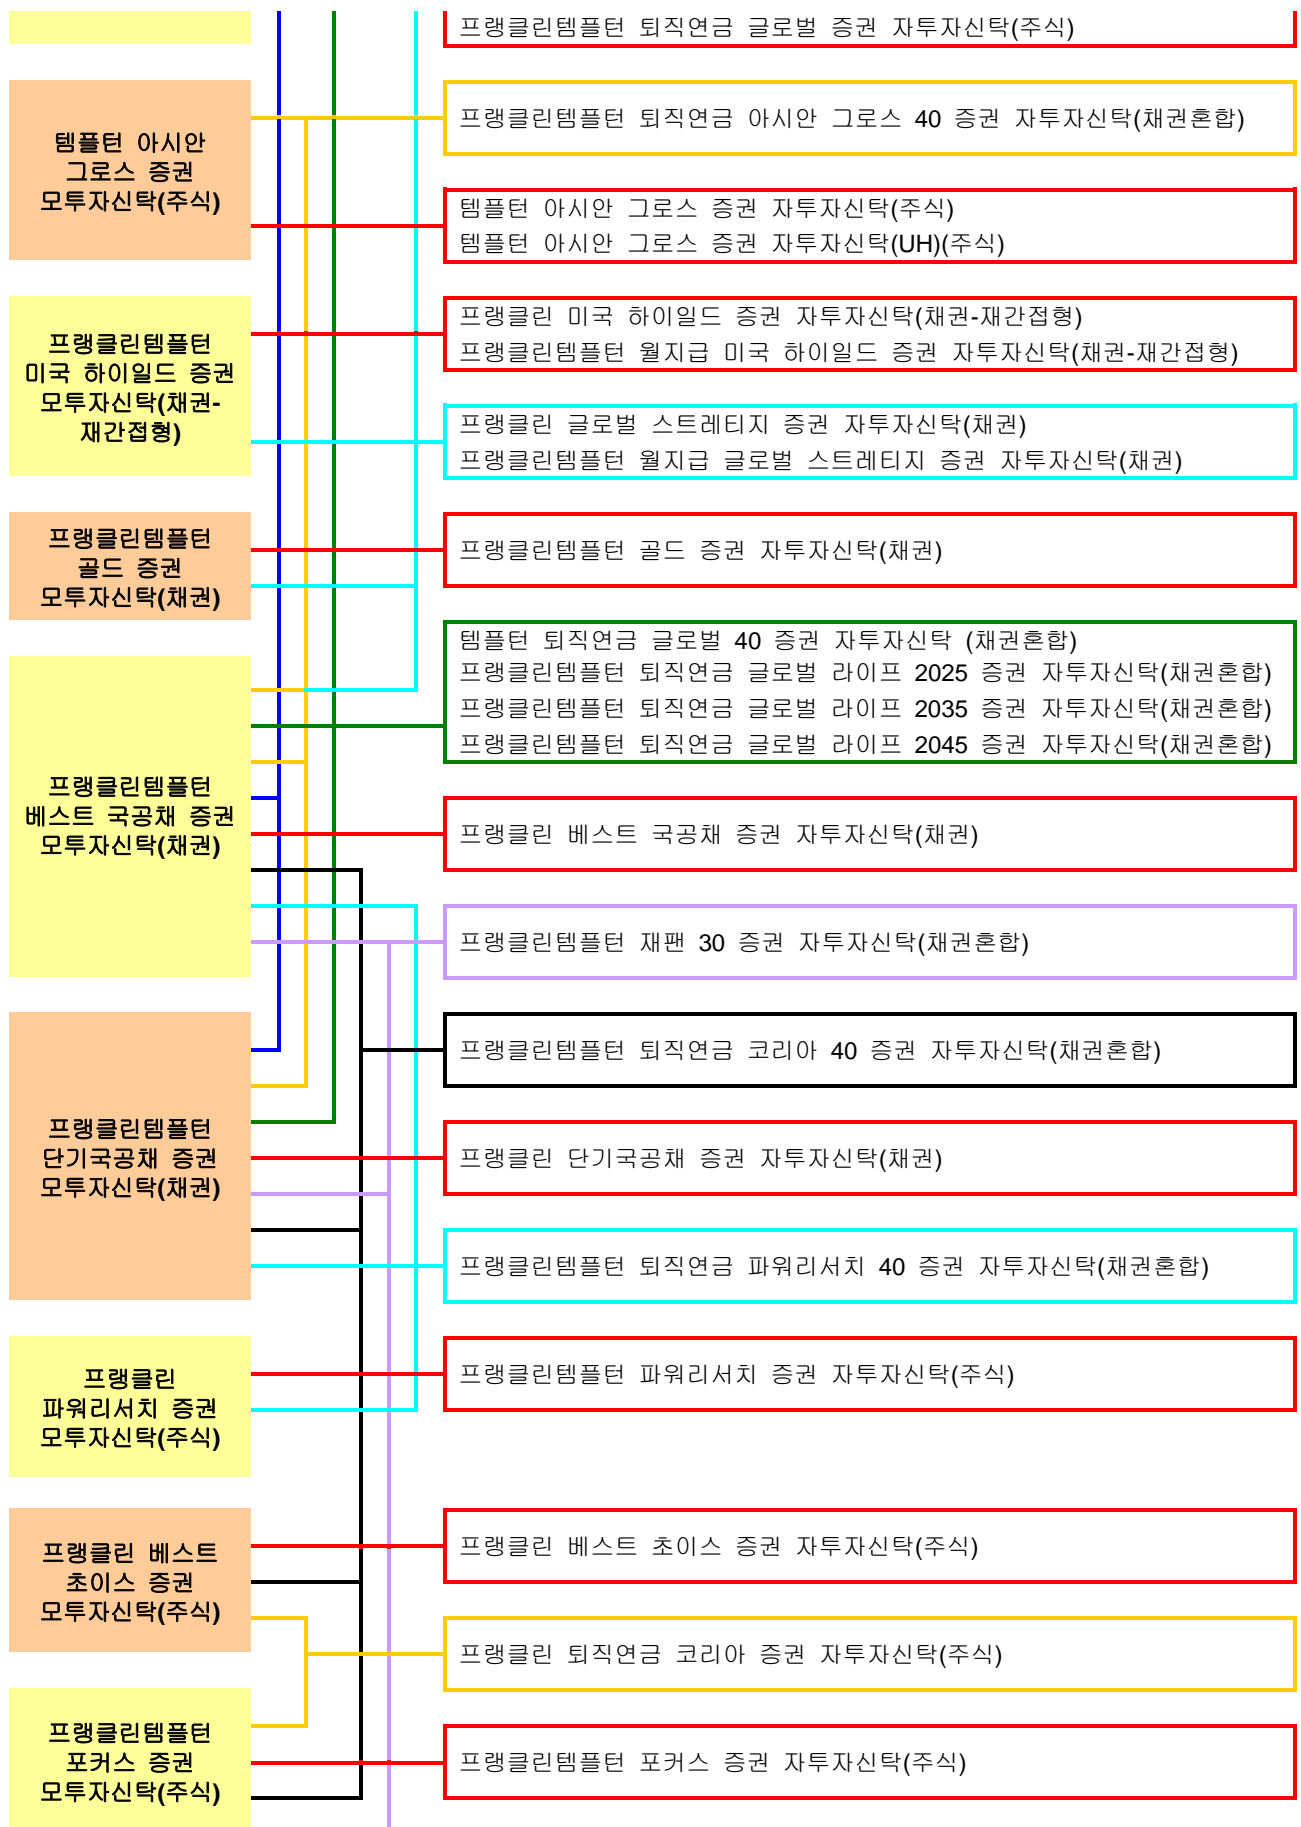 프랭클린템플턴 퇴직연금 글로벌 증권 자투자신탁(주식)
템플턴 아시안
그로스 증권
모투자신탁(주식)
프랭클린템플턴 퇴직연금 아시안 그로스 40 증권 자투자신탁(채권혼합)
템플턴 아시안 그로스 증권 자투자신탁(주식)
템플턴 아시안 그로스 증권 자투자신탁(UH)(주식)
프랭클린템플턴
미국 하이일드 증권
모투자신탁(채권-
재간접형)
프랭클린 미국 하이일드 증권 자투자신탁(채권-재간접형)
프랭클린템플턴 월지급 미국 하이일드 증권 자투자신탁(채권-재간접형)
프랭클린 글로벌 스트레티지 증권 자투자신탁(채권)
프랭클린템플턴 월지급 글로벌 스트레티지 증권 자투자신탁(채권)
프랭클린템플턴
골드 증권
모투자신탁(채권)
프랭클린템플턴 골드 증권 자투자신탁(채권)
템플턴 퇴직연금 글로벌 40 증권 자투자신탁 (채권혼합)
프랭클린템플턴 퇴직연금 글로벌 라이프 2025 증권 자투자신탁(채권혼합)
프랭클린템플턴 퇴직연금 글로벌 라이프 2035 증권 자투자신탁(채권혼합)
프랭클린템플턴 퇴직연금 글로벌 라이프 2045 증권 자투자신탁(채권혼합)
프랭클린템플턴
베스트 국공채 증권
모투자신탁(채권)
프랭클린 베스트 국공채 증권 자투자신탁(채권)
프랭클린템플턴 재팬 30 증권 자투자신탁(채권혼합)
프랭클린템플턴 퇴직연금 코리아 40 증권 자투자신탁(채권혼합)
프랭클린템플턴
단기국공채 증권
모투자신탁(채권)
프랭클린 단기국공채 증권 자투자신탁(채권)
프랭클린템플턴 퇴직연금 파워리서치 40 증권 자투자신탁(채권혼합)
프랭클린
파워리서치 증권
모투자신탁(주식)
프랭클린템플턴 파워리서치 증권 자투자신탁(주식)
프랭클린 베스트
초이스 증권
모투자신탁(주식)
프랭클린 베스트 초이스 증권 자투자신탁(주식)
프랭클린 퇴직연금 코리아 증권 자투자신탁(주식)
프랭클린템플턴
포커스 증권
모투자신탁(주식)
프랭클린템플턴 포커스 증권 자투자신탁(주식)